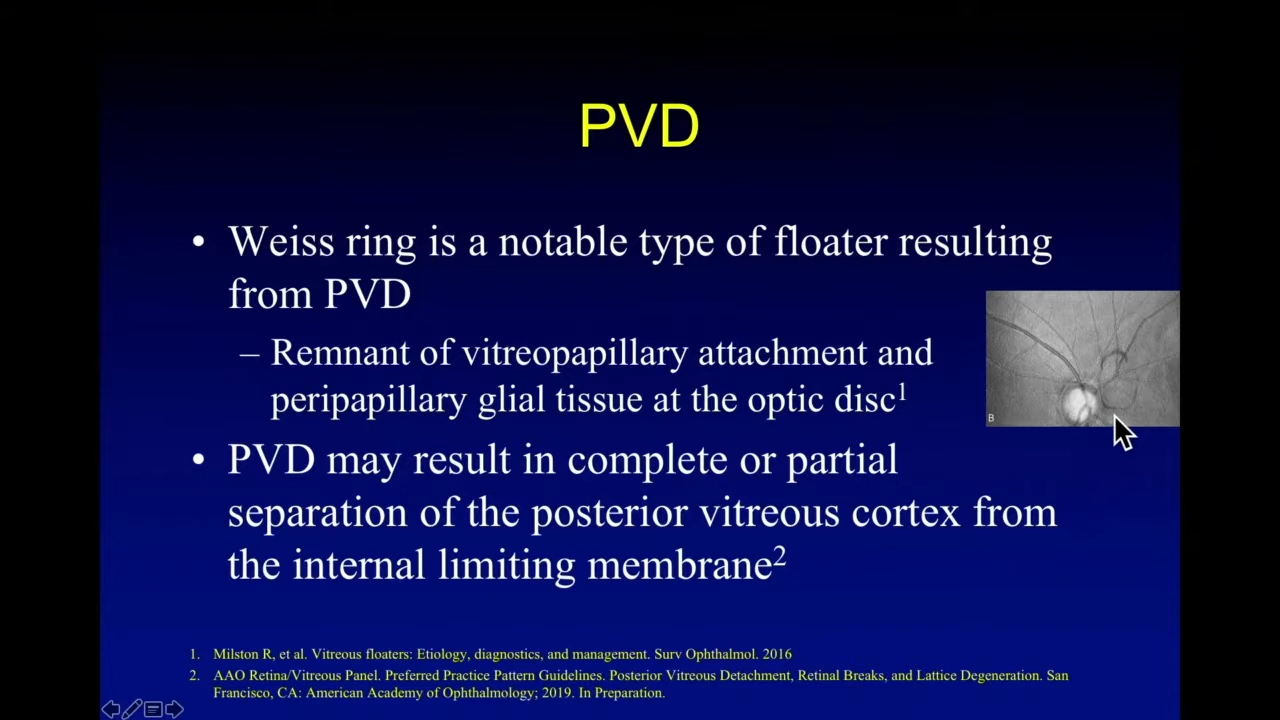 PVD
• Weiss ring is a notable type of floater resulting
from PVD
– Remnant of vitreopapillary attachment and
peripapillary glial tissue at the optic disc1
B
• PVD may result in complete or partial
separation of the posterior vitreous cortex from
the internal limiting membrane2
1. Milston R, et al. Vitreous floaters: Etiology, diagnostics, and management. Surv Ophthalmol. 2016
2. AAO Retina/Vitreous Panel. Preferred Practice Pattern Guidelines. Posterior Vitreous Detachment, Retinal Breaks, and Lattice Degeneration. San
Francisco, CA: American Academy of Ophthalmology; 2019. In Preparation.